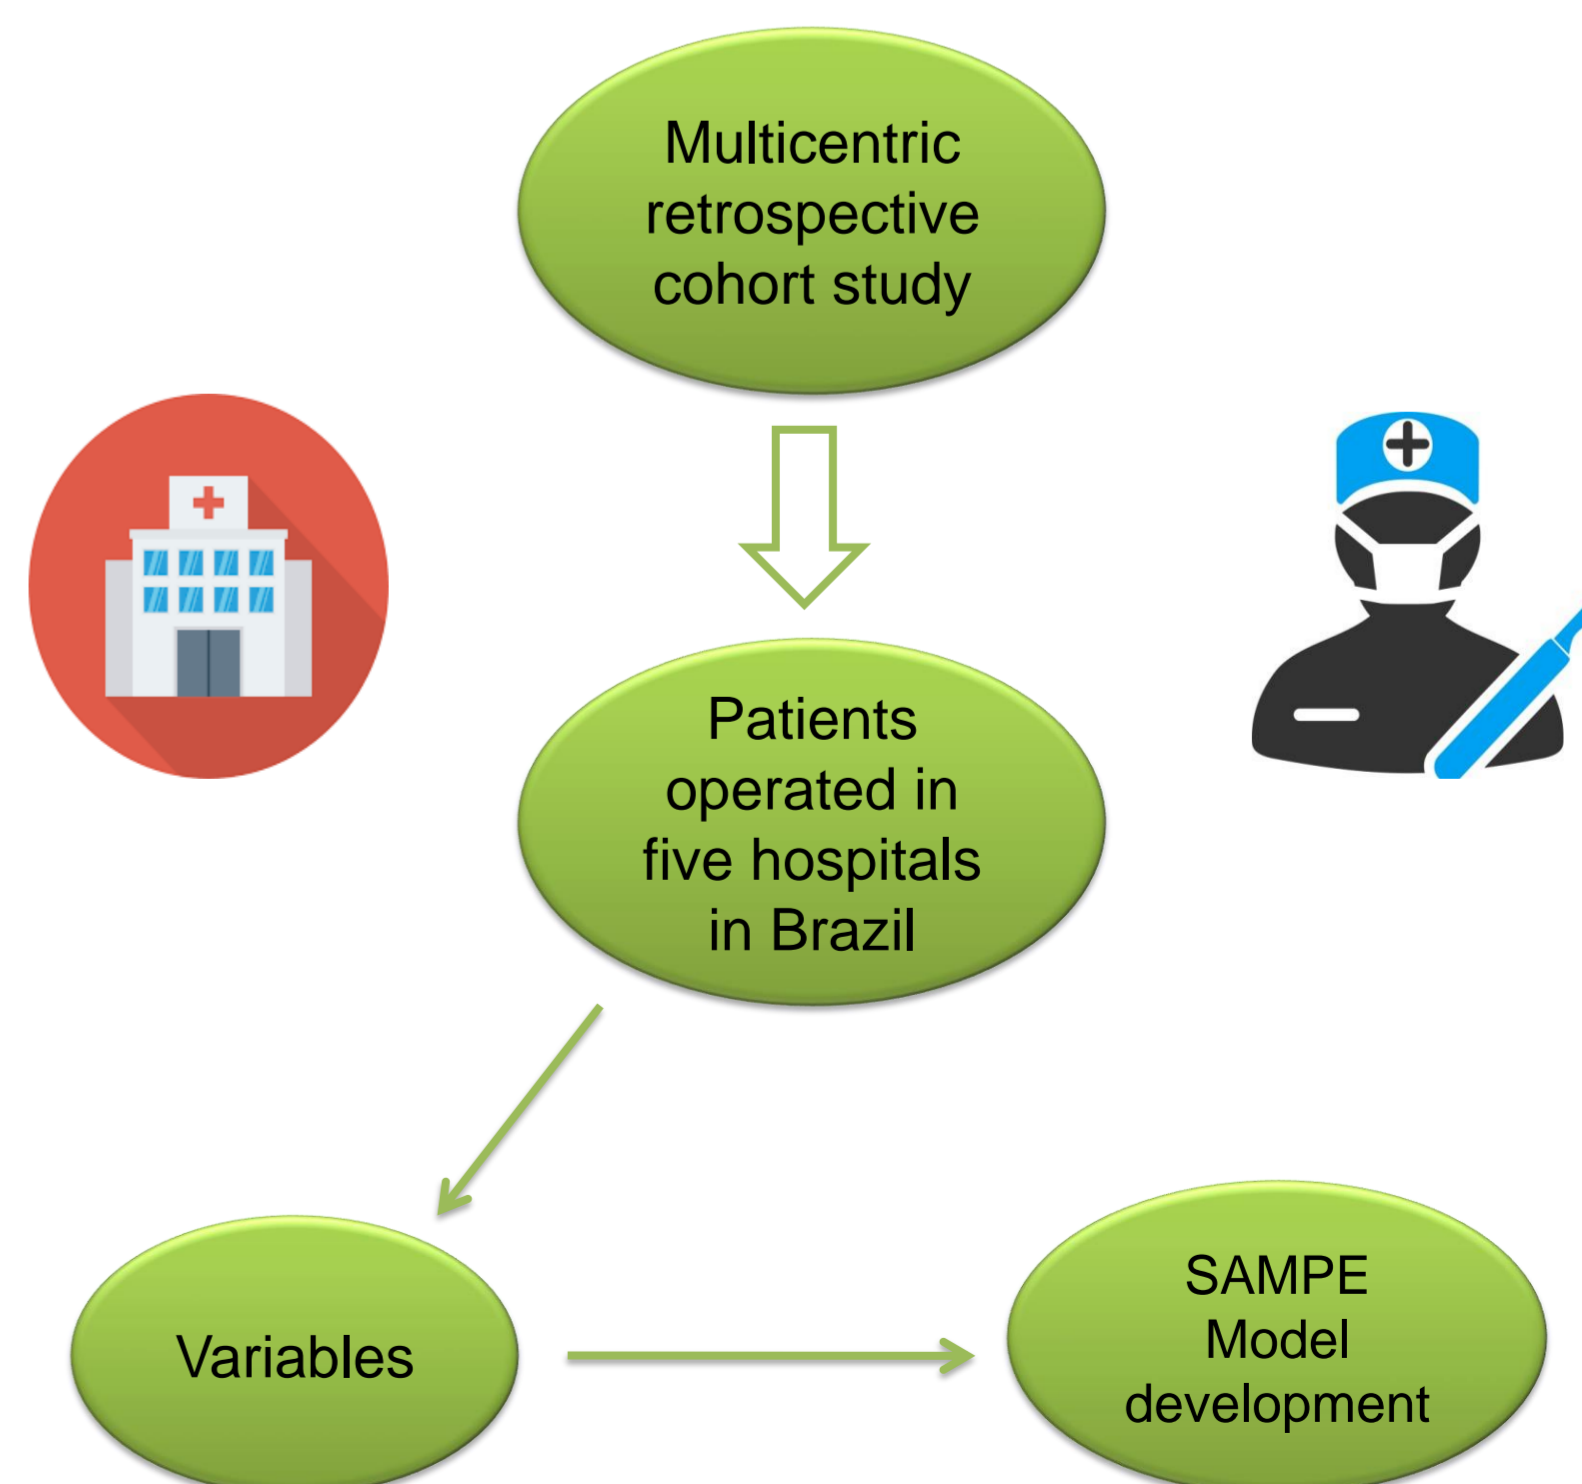 Multicentric
retrospective
cohort study
Patients
operated in
five hospitals
in Brazil
Variables
SAMPE
Model
development